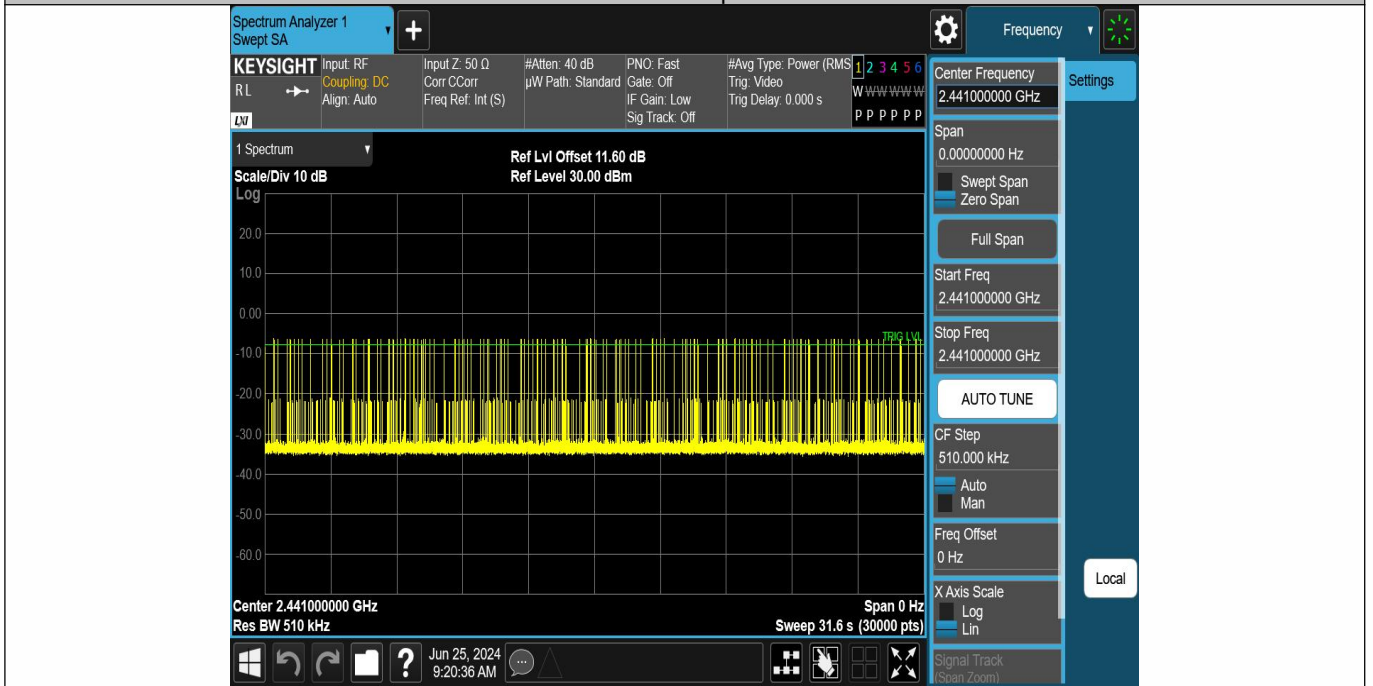 Spectrum Analyzer 1
Swept SA
+
Frequency
KEYSIGHT
RL
LXI
Input: RF
Coupling: DC
Align: Auto
Input Z: 50 Ω
Corr CCorr
Freq Ref: Int (S)
#Atten: 40 dB
µW Path: Standard
PNO: Fast
Gate: Off
IF Gain: Low
Sig Track: Off
#Avg Type: Power (RMS
Trig: Video
Trig Delay: 0.000 s
1 2 3 4 5 6
W W W W W W
P P P P P P
1 Spectrum
Scale/Div 10 dB
Log
Ref Lvl Offset 11.60 dB
Ref Level 30.00 dBm
20.0
10.0
0.00
-10.0
-20.0
-30.0
-40.0
-50.0
-60.0
TRIG LVL
Center 2.441000000 GHz
Res BW 510 kHz
Span 0 Hz
Sweep 31.6 s (30000 pts)
Center Frequency
2.441000000 GHz
Settings
Span
0.00000000 Hz
Swept Span
Zero Span
Full Span
Start Freq
2.441000000 GHz
Stop Freq
2.441000000 GHz
AUTO TUNE
CF Step
510.000 kHz
Auto
Man
Freq Offset
0 Hz
Local
X Axis Scale
Log
Lin
Signal Track
(Span Zoom)
?
Jun 25, 2024
9:20:36 AM